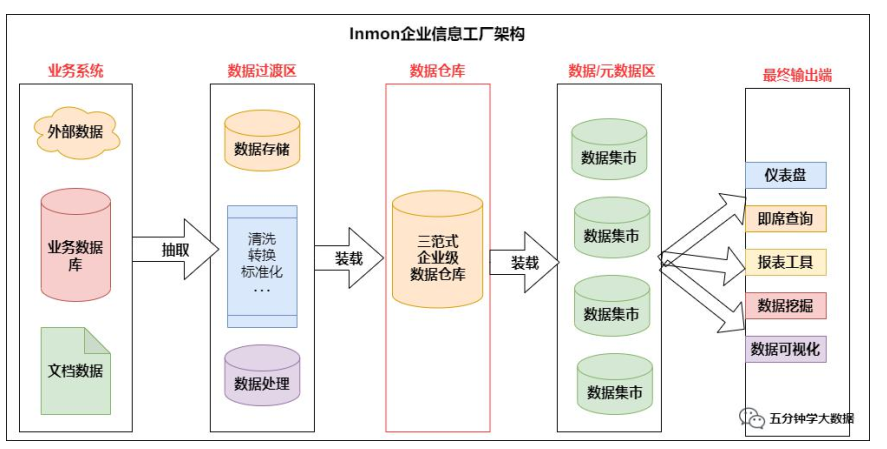 Inmon企业信息工厂架构
业务系统
外部数据
业务数据
库
文档数据
抽取
数据过渡区
数据存储
清洗
转换
标准化
...
数据处理
装载
数据仓库
三范式
企业级
数据仓库
装载
数据/元数据区
数据集市
数据集市
数据集市
数据集市
最终输出端
仪表盘
即席查询
报表工具
数据挖掘
数据可视化
五分钟学大数据